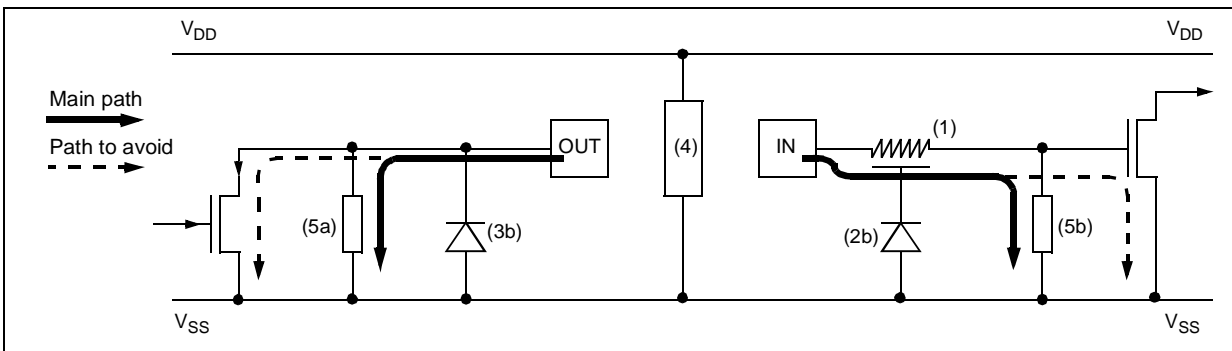 VDD VDD
Main path
Path to avoid
OUT (4) IN (1)
(5a) (3b) (2b) (5b)
VSS VSS